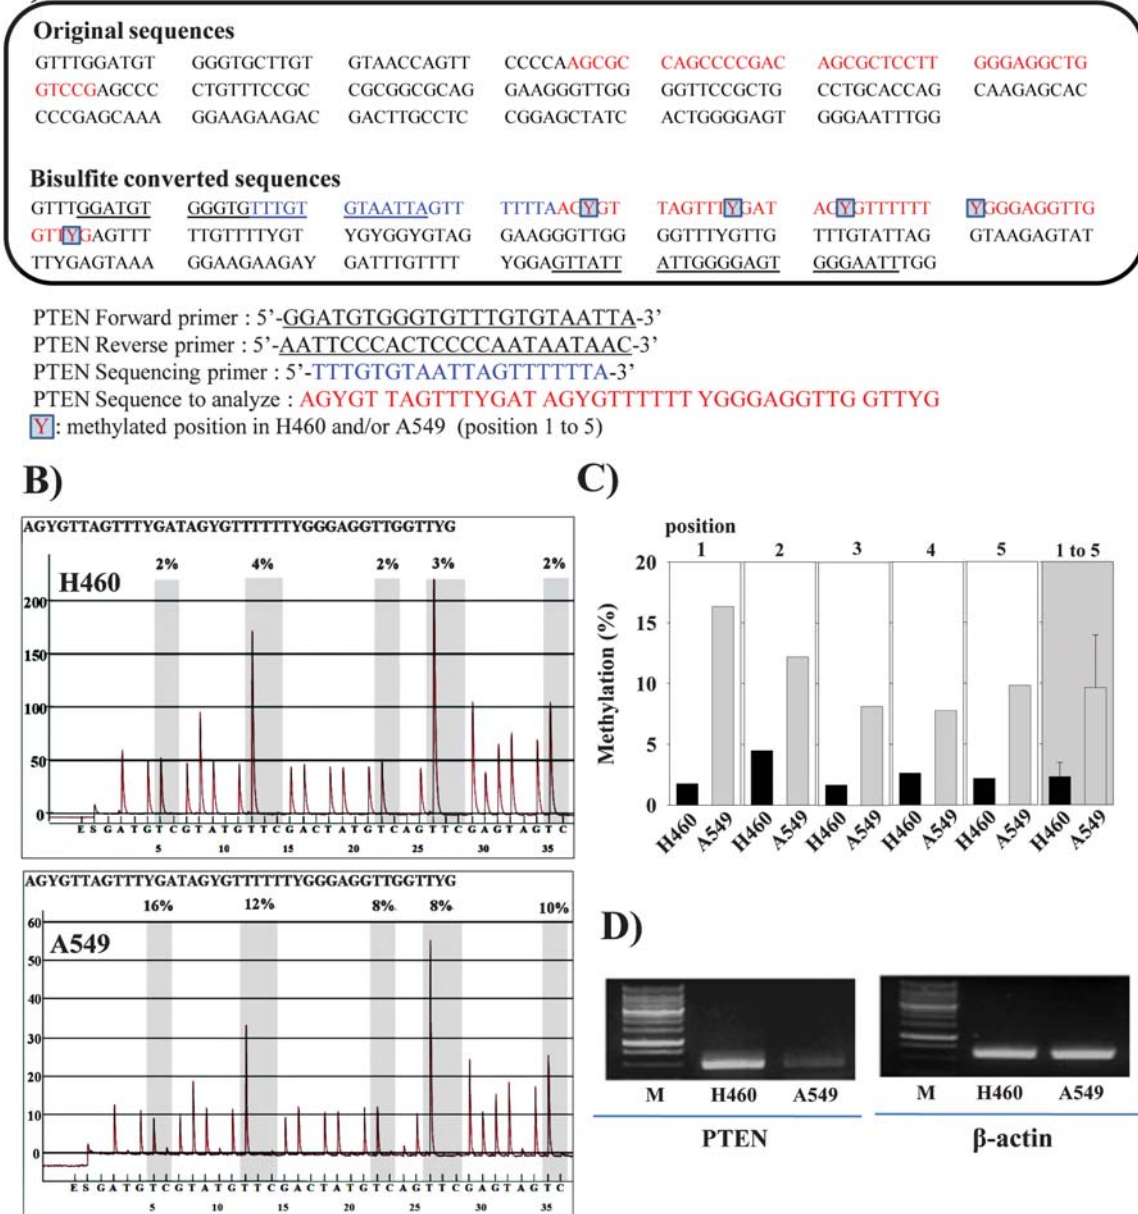 Original sequences
GTTTGGATGT GGGTGCTTGT GTAACCAGTT CCCCAAGCGC CAGCCCCGAC AGCGCTCCTT GGGAGGCTG
GTCCGAGCCC CTGTTTCCGC CGCGGCGCAG GAAGGGTTGG GGTTCCGCTG CCTGCACCAG CAAGAGCAC
CCCGAGCAAA GGAAGAAGAC GACTTGCCTC CGGAGCTATC ACTGGGGAGT GGGAATTTGG
Bisulfite converted sequences
GTTTGGATGT GGGTGTTTGT GTAATTAGTT TTTTAAGYGT TAGTTTYGAT AGYGTTTTTT YGGGAGGTTG
GTTYGAGTTT TTGTTTTYGT YGYGGYGTAG GAAGGGTTGG GGTTTYGTTG TTTGTATTAG GTAAGAGTAT
TTYGAGTAAA GGAAGAAGAY GATTTGTTTT YGGAGTTATT ATTGGGGAGT GGGAATTTGG
PTEN Forward primer : 5’-GGATGTGGGTGTTTGTGTAATTA-3’
PTEN Reverse primer : 5’-AATTCCCACTCCCCAATAATAAC-3’
PTEN Sequencing primer : 5’-TTTGTGTAATTAGTTTTTTA-3’
PTEN Sequence to analyze : AGYGT TAGTTTYGAT AGYGTTTTTT YGGGAGGTTG GTTYG
Y : methylated position in H460 and/or A549 (position 1 to 5)
B)
AGYGTTAGTTTYGATAGYGTTTTTTYGGGAGGTTGGTTYG
2% 4% 2% 3% 2%
H460
200
150
100
50
0
E S G A T G T C G T A T G T T C G A C T A T G T C A G T T C G A G T A G T C
5 10 15 20 25 30 35
AGYGTTAGTTTYGATAGYGTTTTTTYGGGAGGTTGGTTYG
16% 12% 8% 8% 10%
A549
60
50
40
30
20
10
0
E S G A T G T C G T A T G T T C G A C T A T G T C A G T T C G A G T A G T C
5 10 15 20 25 30 35
C)
position
1 2 3 4 5 1 to 5
Methylation (%)
20
15
10
5
0
H460 A549 H460 A549 H460 A549 H460 A549 H460 A549 H460 A549
D)
M H460 A549
PTEN
M H460 A549
β-actin